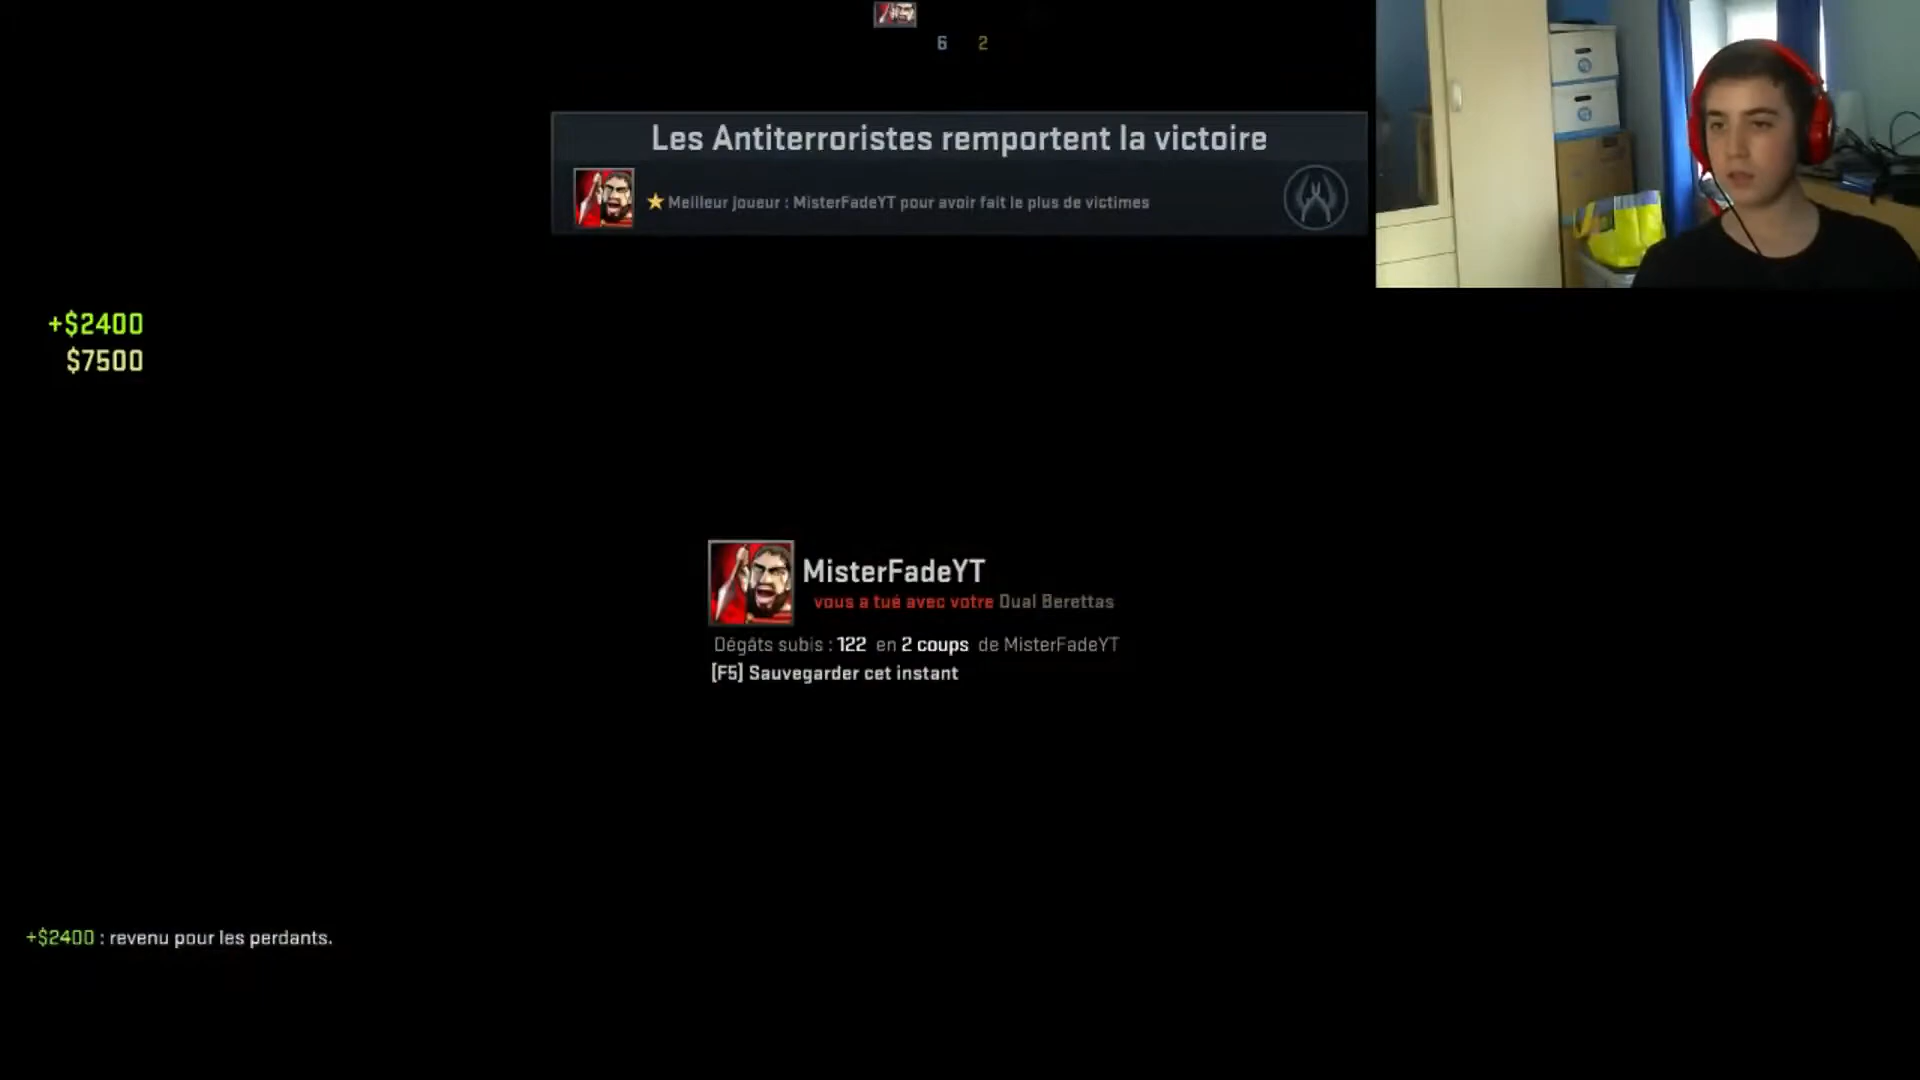 6 2
Les Antiterroristes remportent la victoire
Meilleur joueur : MisterFadeYT pour avoir fait le plus de victimes
+$2400
$7500
MisterFadeYT
vous a tué avec votre Dual Berettas
Dégâts subis : 122 en 2 coups de MisterFadeYT
[F5] Sauvegarder cet instant
+$2400 : revenu pour les perdants.